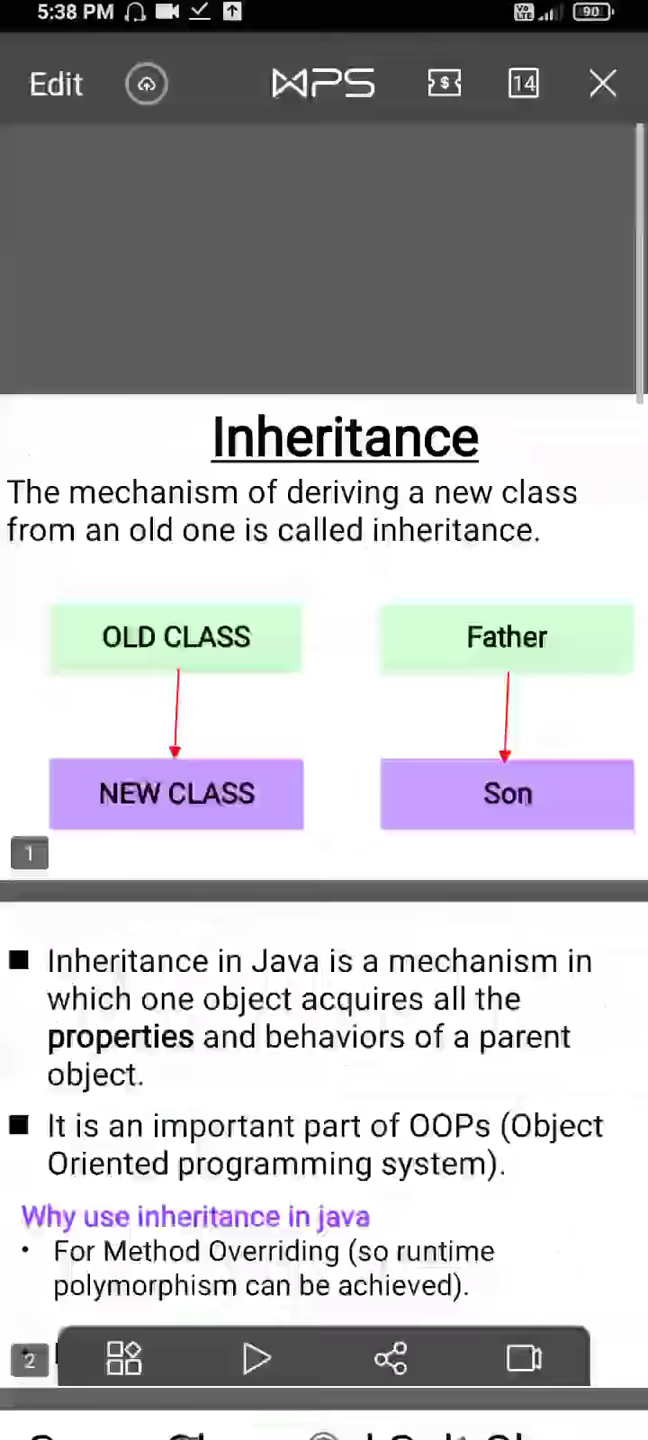 5:38 PM
VO LTE
90
Edit
WPS
$
14
Inheritance
The mechanism of deriving a new class
from an old one is called inheritance.
OLD CLASS
Father
NEW CLASS
Son
1
■ Inheritance in Java is a mechanism in
which one object acquires all the
properties and behaviors of a parent
object.
■ It is an important part of OOPs (Object
Oriented programming system).
Why use inheritance in java
• For Method Overriding (so runtime
polymorphism can be achieved).
2